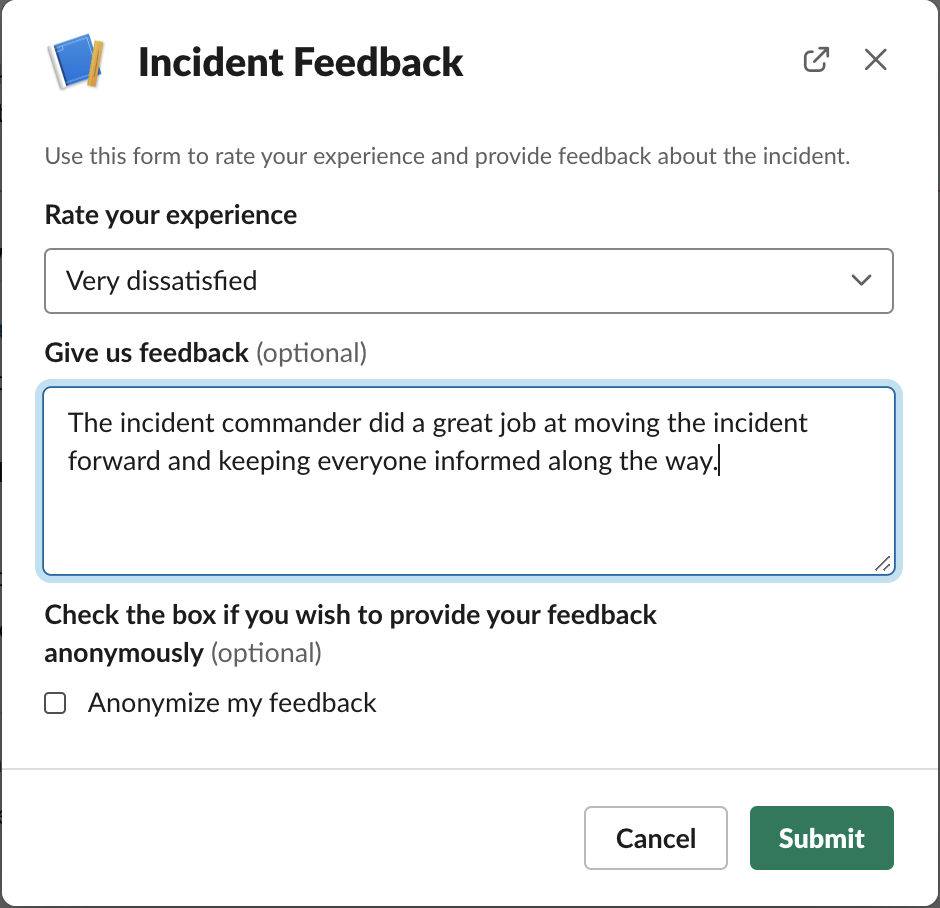 Incident Feedback
Use this form to rate your experience and provide feedback about the incident.
Rate your experience
Very dissatisfied
Give us feedback (optional)
The incident commander did a great job at moving the incident
forward and keeping everyone informed along the way.
Check the box if you wish to provide your feedback
anonymously (optional)
Anonymize my feedback
Cancel
Submit